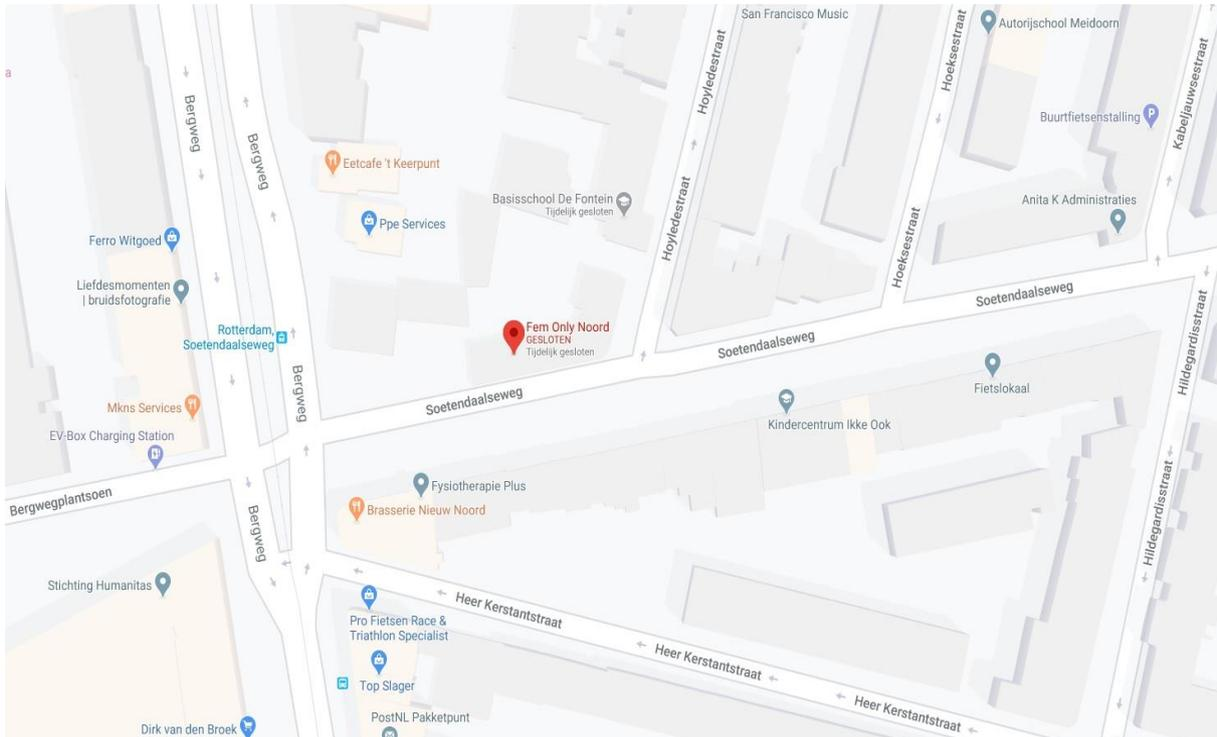 San Francisco Music
Autorijschool Meidoorn
Hoyledestraat
Hoeksestraat
Kabeljauwsestraat
a
Bergweg
Bergweg
Buurtfietsenstalling
Eetcafe 't Keerpunt
Basisschool De Fontein
Tijdelijk gesloten
Anita K Administraties
Ppe Services
Hoyledestraat
Hoeksestraat
Ferro Witgoed
Liefdesmomenten
| bruidsfotografie
Soetendaalseweg
Rotterdam,
Soetendaalseweg
Fem Only Noord
GESLOTEN
Tijdelijk gesloten
Soetendaalseweg
Hildegardisstraat
Bergweg
Soetendaalseweg
Fietslokaal
Mkns Services
Kindercentrum Ikke Ook
EV-Box Charging Station
Bergwegplantsoen
Fysiotherapie Plus
Brasserie Nieuw Noord
Bergweg
Hildegardisstraat
Stichting Humanitas
Heer Kerstantstraat
Pro Fietsen Race &
Triathlon Specialist
Heer Kerstantstraat
Top Slager
Heer Kerstantstraat
PostNL Pakketpunt
Dirk van den Broek
P